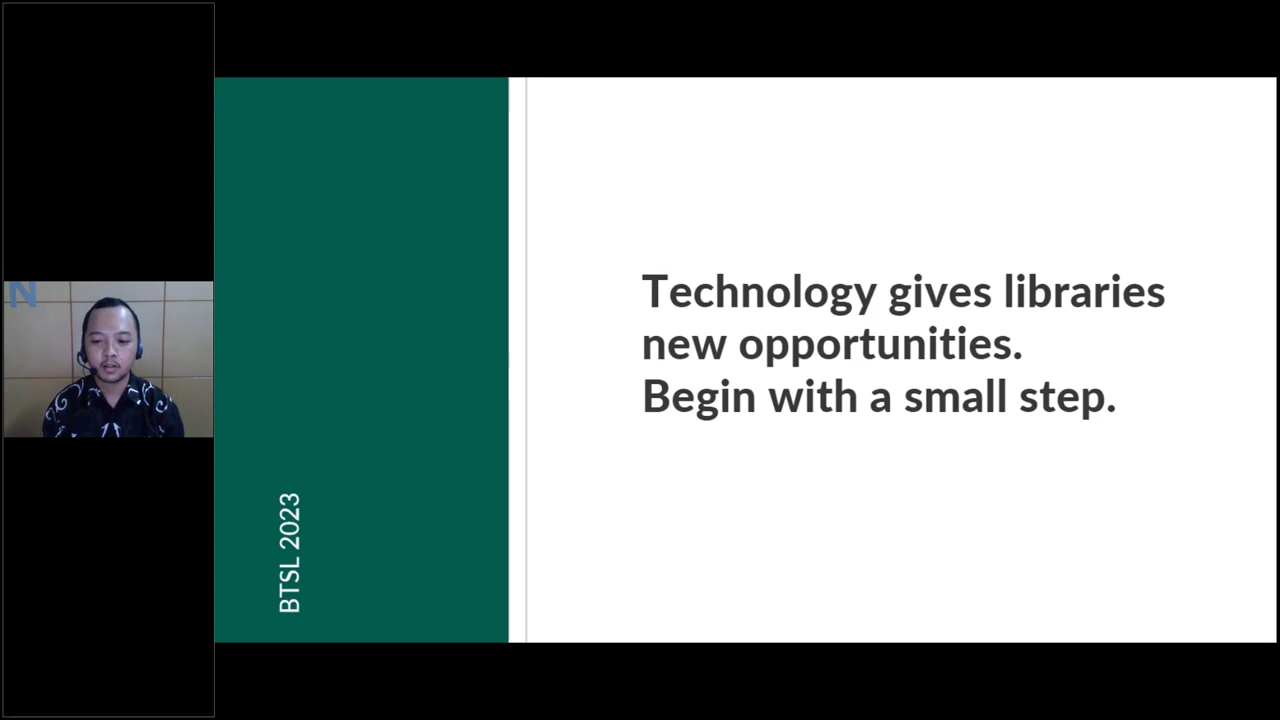 N
BTSL 2023
Technology gives libraries
new opportunities.
Begin with a small step.